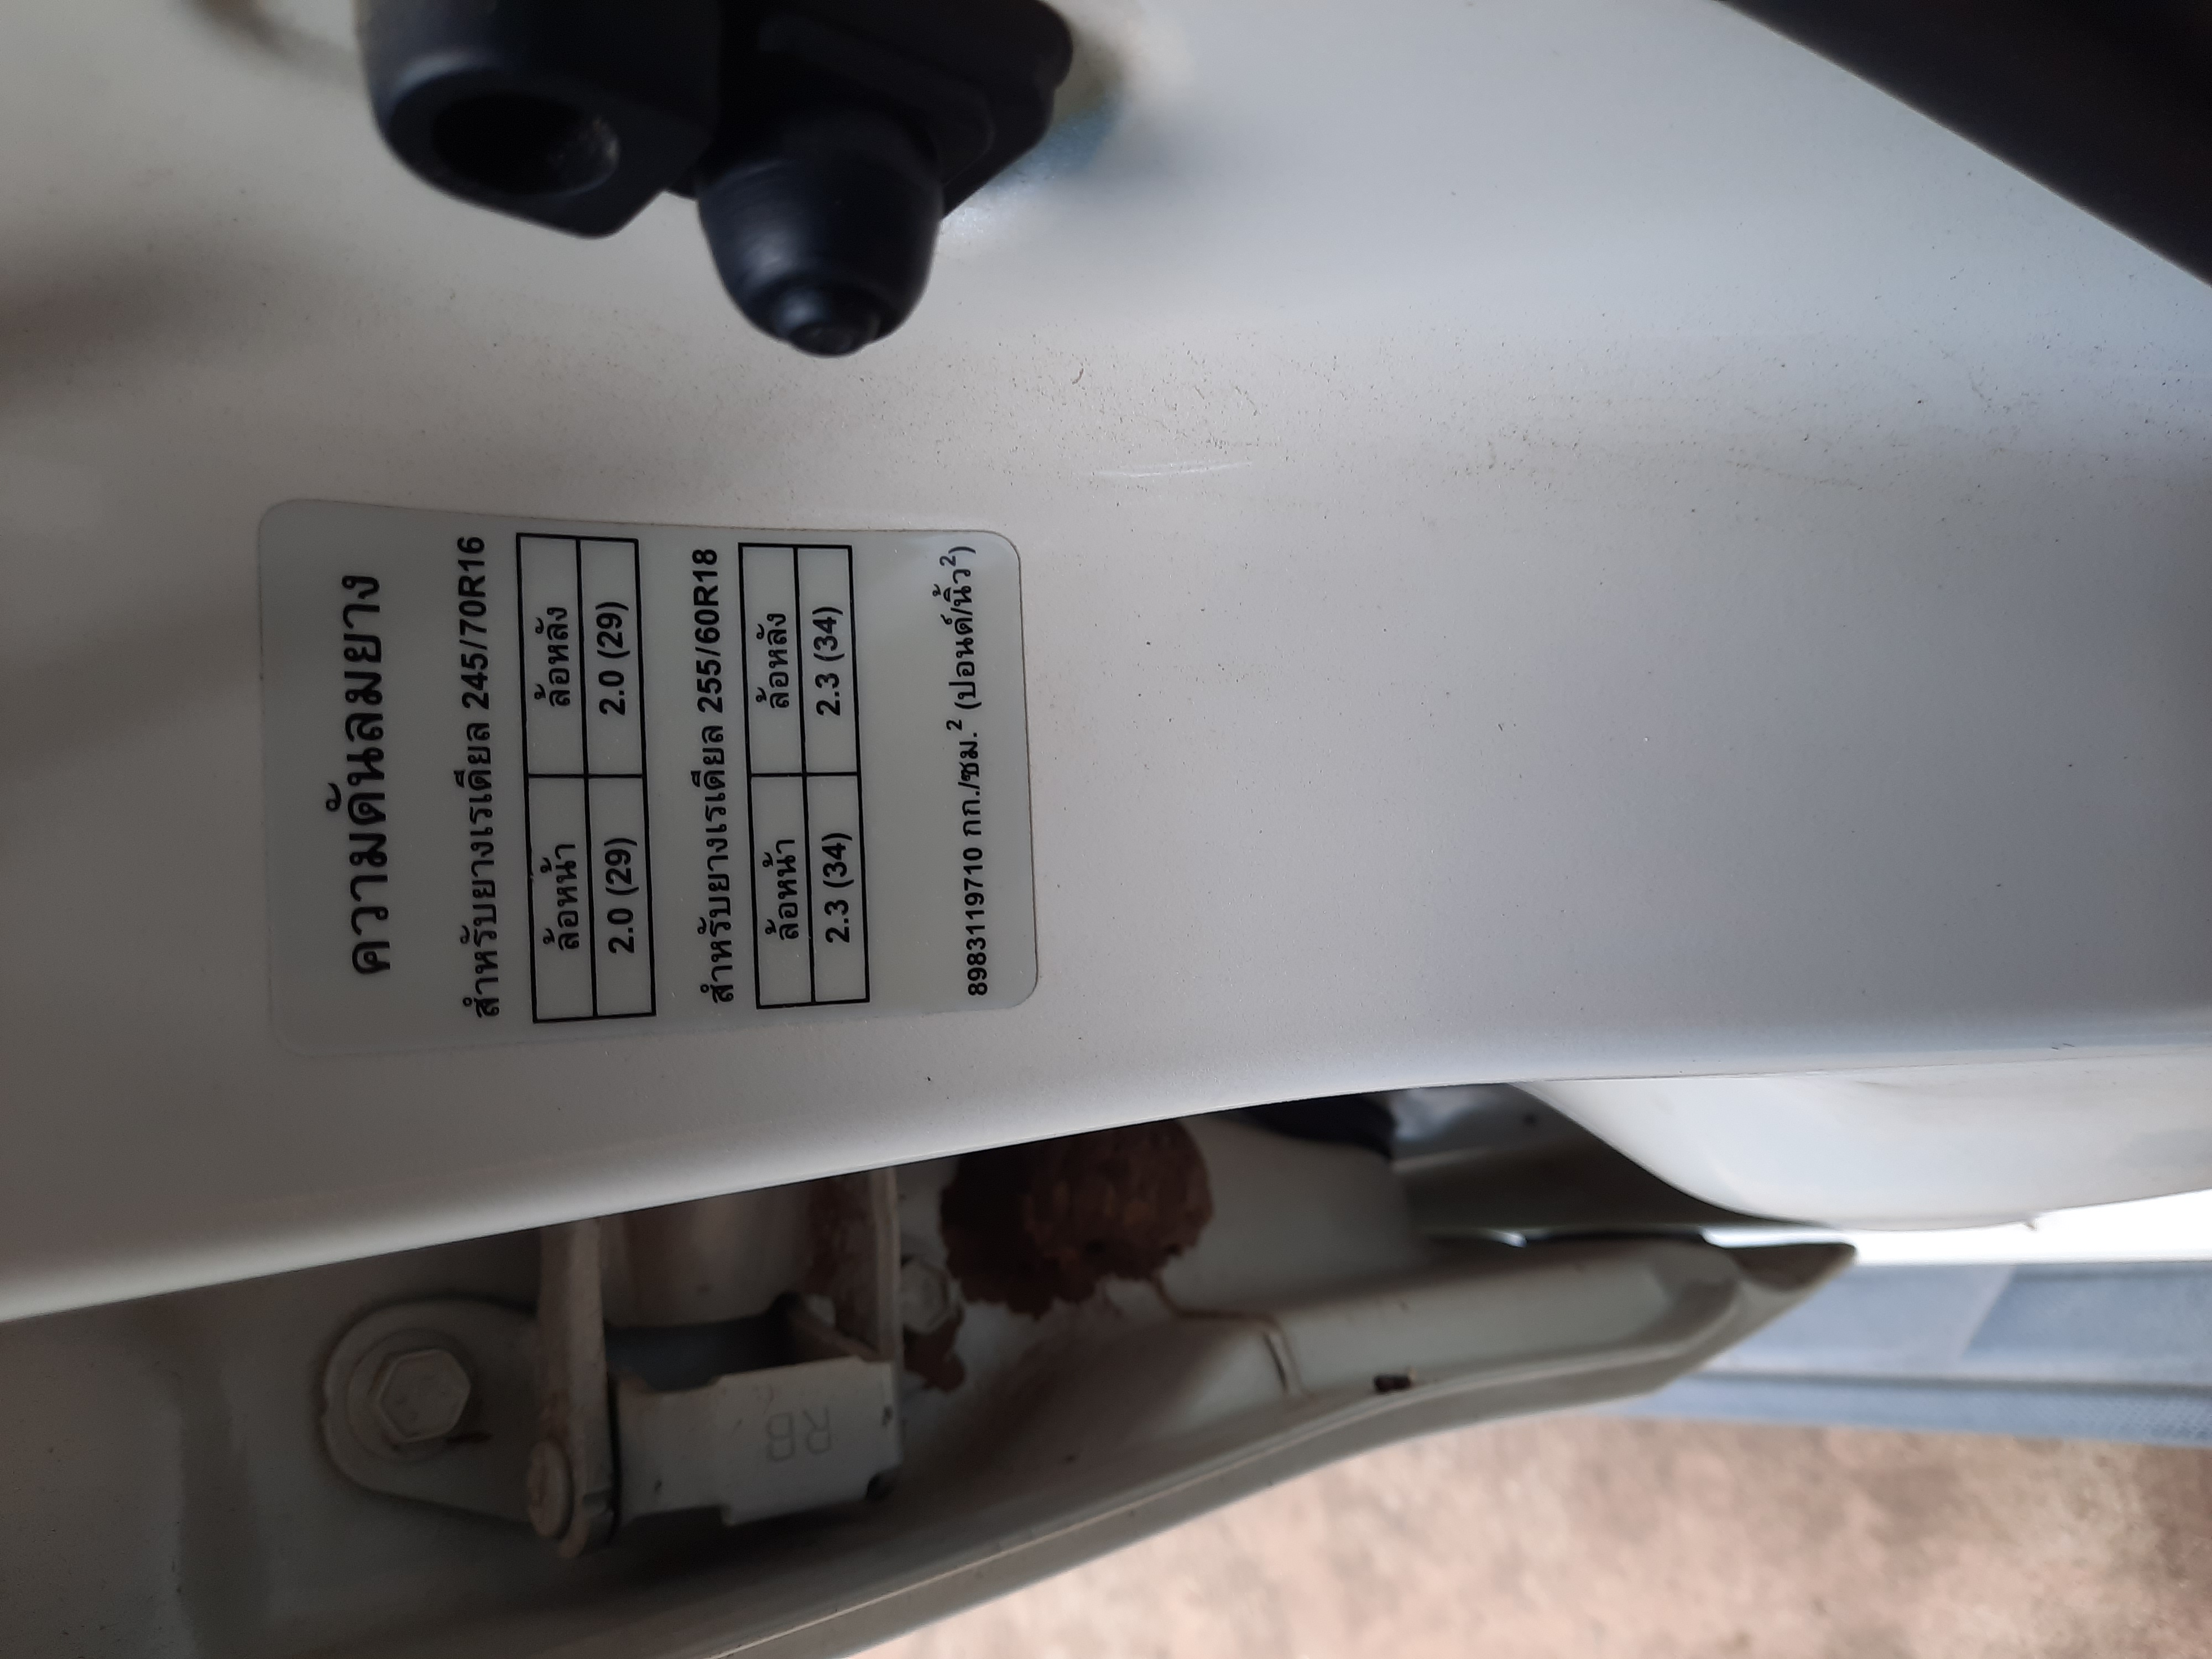 ความดันลมยาง
สำหรับยางเรเดียล 245/70R16
ล้อหน้า ล้อหลัง
2.0 (29) 2.0 (29)
สำหรับยางเรเดียล 255/60R18
ล้อหน้า ล้อหลัง
2.3 (34) 2.3 (34)
8983119710 กก./ซม.² (ปอนด์/นิ้ว²)